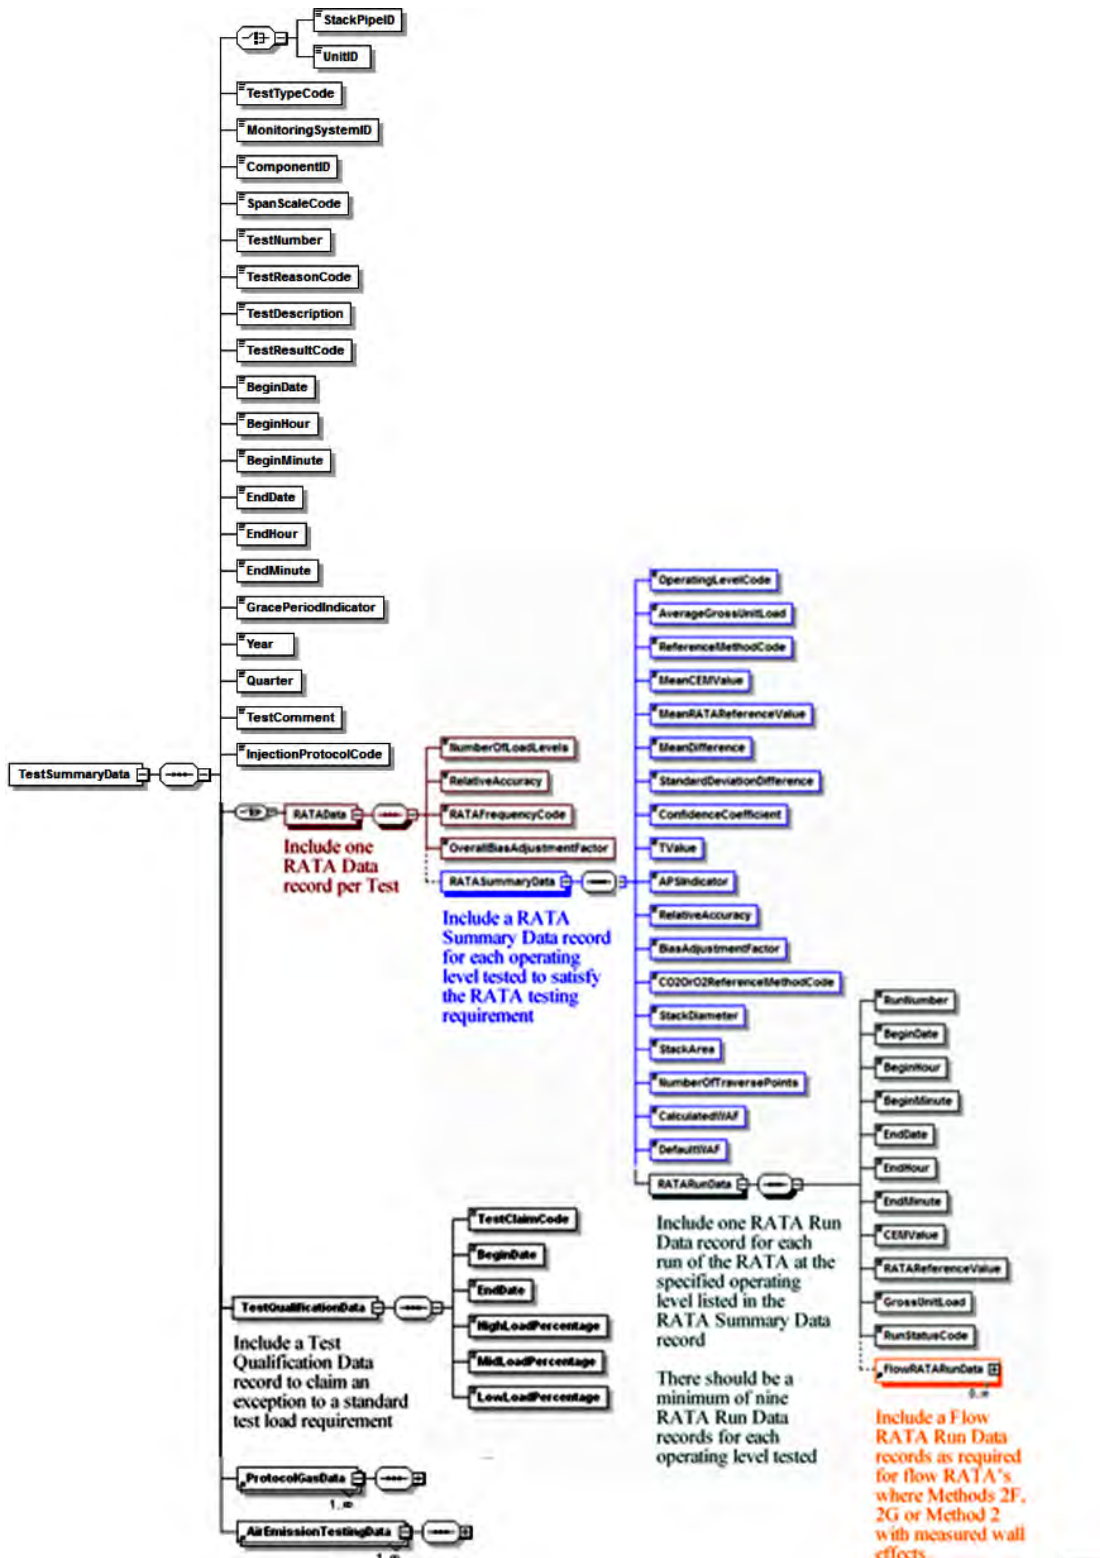 StackPipeID
UnitID
TestTypeCode
MonitoringSystemID
ComponentID
SpanScaleCode
TestNumber
TestReasonCode
TestDescription
TestResultCode
BeginDate
BeginHour
BeginMinute
EndDate
EndHour
EndMinute
GracePeriodIndicator
Year
Quarter
TestComment
InjectionProtocolCode
TestSummaryData
RATAData
Include one
RATA Data
record per Test
NumberOfLoadLevels
RelativeAccuracy
RATAFrequencyCode
OverallBiasAdjustmentFactor
RATASummaryData
Include a RATA
Summary Data record
for each operating
level tested to satisfy
the RATA testing
requirement
OperatingLevelCode
AverageGrossUnitLoad
ReferenceMethodCode
MeanCEMValue
MeanRATAReferenceValue
MeanDifference
StandardDeviationDifference
ConfidenceCoefficient
TValue
APSIndicator
RelativeAccuracy
BiasAdjustmentFactor
CO2OrO2ReferenceMethodCode
StackDiameter
StackArea
NumberOfTraversePoints
CalculatedWAF
DefaultWAF
RATARunData
Include one RATA Run
Data record for each
run of the RATA at the
specified operating
level listed in the
RATA Summary Data
record
There should be a
minimum of nine
RATA Run Data
records for each
operating level tested
RunNumber
BeginDate
BeginHour
BeginMinute
EndDate
EndHour
EndMinute
CEMValue
RATAReferenceValue
GrossUnitLoad
RunStatusCode
FlowRATARunData
0..∞
Include a Flow
RATA Run Data
records as required
for flow RATA's
where Methods 2F,
2G or Method 2
with measured wall
effects
TestQualificationData
Include a Test
Qualification Data
record to claim an
exception to a standard
test load requirement
TestClaimCode
BeginDate
EndDate
HighLoadPercentage
MidLoadPercentage
LowLoadPercentage
ProtocolGasData
1..∞
AirEmissionTestingData
1..∞